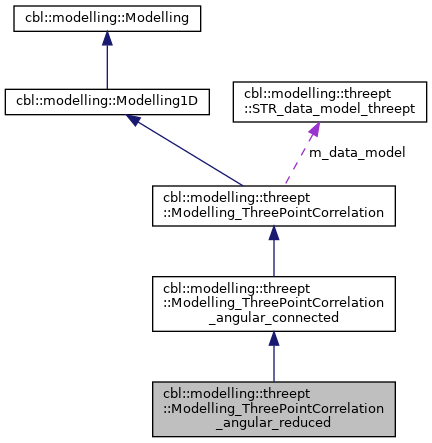 cbl::modelling::Modelling
cbl::modelling::Modelling1D
cbl::modelling::threept
::STR_data_model_threept
m_data_model
cbl::modelling::threept
::Modelling_ThreePointCorrelation
cbl::modelling::threept
::Modelling_ThreePointCorrelation
_angular_connected
cbl::modelling::threept
::Modelling_ThreePointCorrelation
_angular_reduced